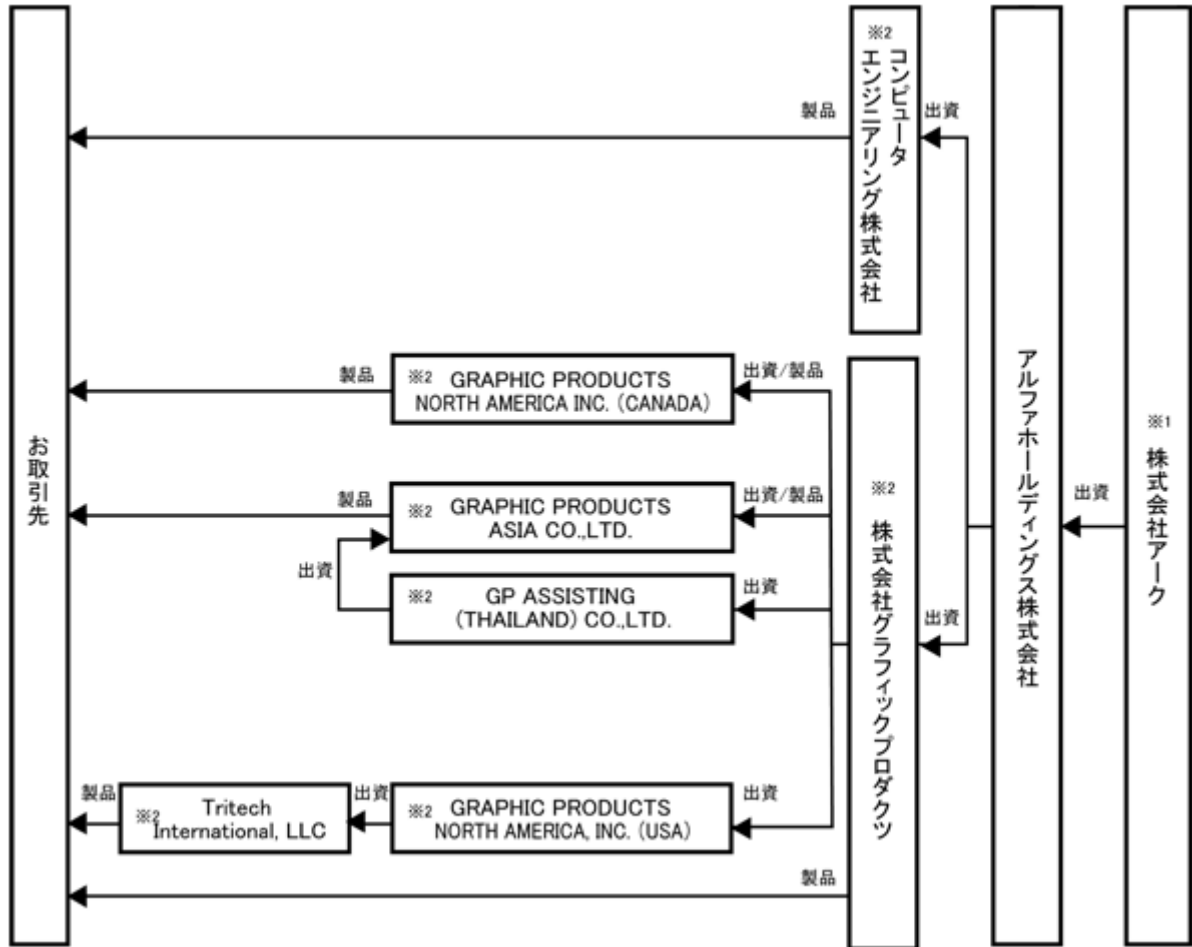 お取引先
製品
※2
コンピュータ
エンジニアリング株式会社
出資
製品
※2 GRAPHIC PRODUCTS
NORTH AMERICA INC. (CANADA)
出資/製品
製品
※2 GRAPHIC PRODUCTS
ASIA CO.,LTD.
出資/製品
出資
※2 GP ASSISTING
(THAILAND) CO.,LTD.
出資
製品
※2 Tritech
International, LLC
出資
※2 GRAPHIC PRODUCTS
NORTH AMERICA, INC. (USA)
出資
製品
※2 株式会社グラフィックプロダクツ
出資
アルファホールディングス株式会社
出資
※1 株式会社アーク